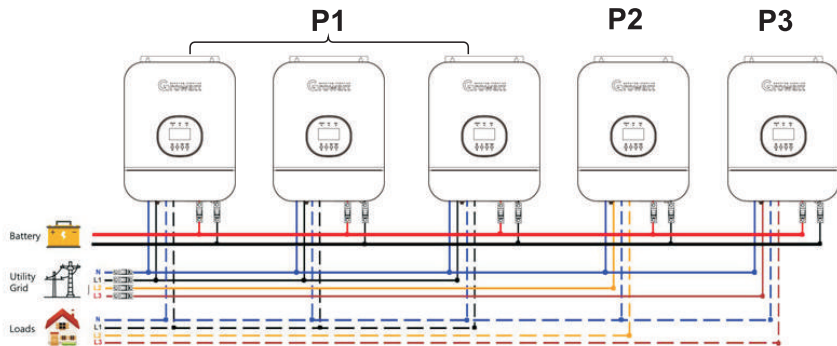 P1 P2 P3
Growatt Growatt Growatt Growatt Growatt
Battery
Utility
Grid
N
L1
L2
L3
Loads
N
L1
L2
L3